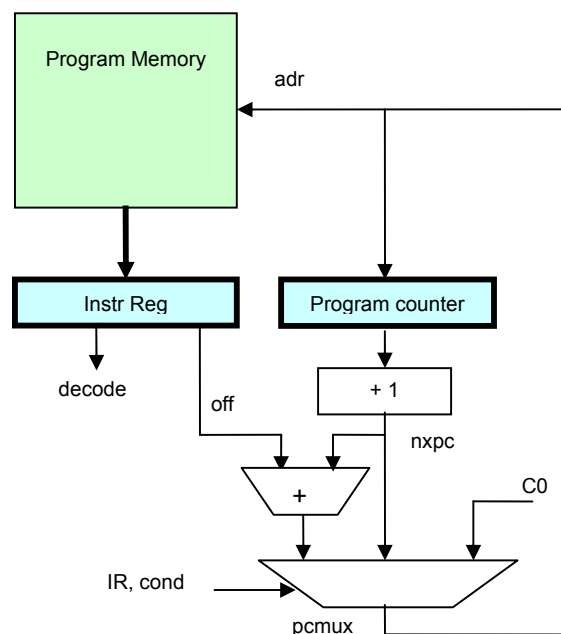 Program Memory
adr
Instr Reg
Program counter
decode
off
+ 1
nxpc
+
C0
IR, cond
pcmux